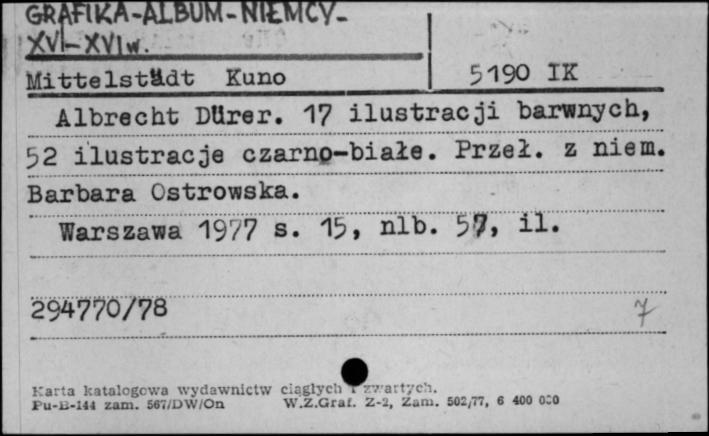 GRAFIKA-ALBUM-NIEMCY-
XV-XVIw.
Mittelstädt Kuno 5190 IK
Albrecht Dürer. 17 ilustracji barwnych,
52 ilustracje czarno-białe. Przeł. z niem.
Barbara Ostrowska.
Warszawa 1977 s. 15, nlb. 57, il.
294770/78 7
Karta katalogowa wydawnictw ciągłych i zwartych.
Pu-B-144 zam. 567/DW/On W.Z.Graf. Z-2, Zam. 502/77, 6 400 000